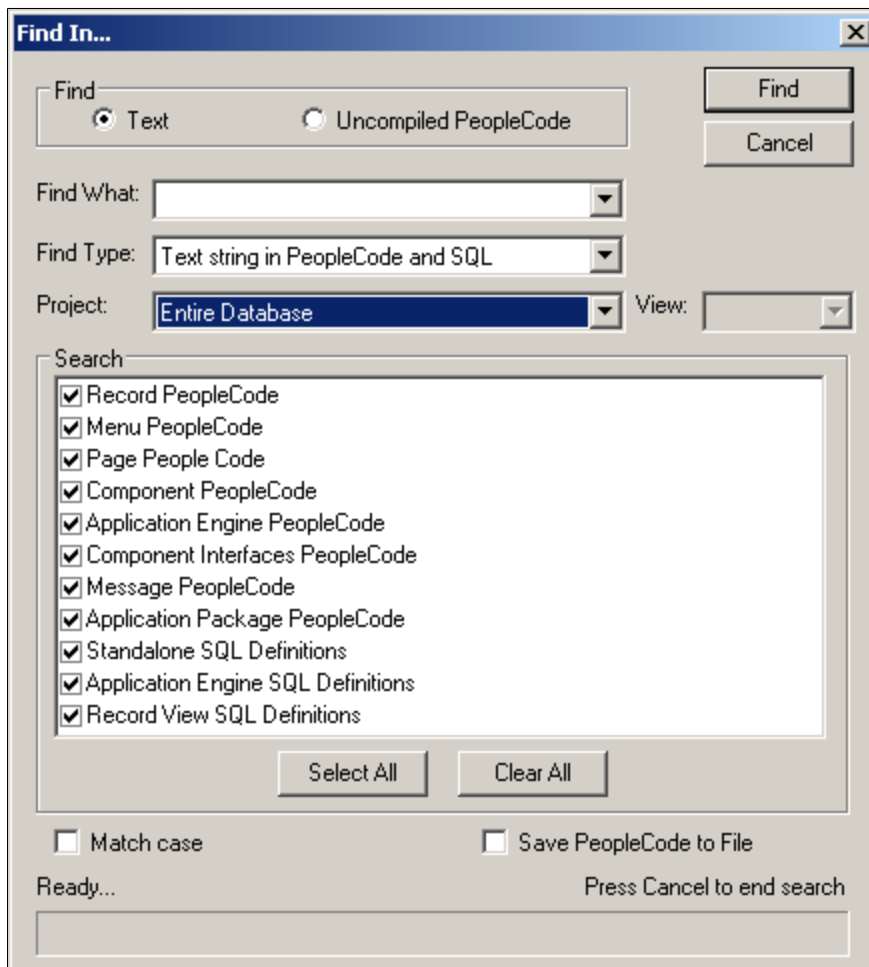 Find In...
Find
Text
Uncompiled PeopleCode
Find
Cancel
Find What:
Find Type: Text string in PeopleCode and SQL
Project: Entire Database View:
Search
Record PeopleCode
Menu PeopleCode
Page People Code
Component PeopleCode
Application Engine PeopleCode
Component Interfaces PeopleCode
Message PeopleCode
Application Package PeopleCode
Standalone SQL Definitions
Application Engine SQL Definitions
Record View SQL Definitions
Select All Clear All
Match case Save PeopleCode to File
Ready... Press Cancel to end search